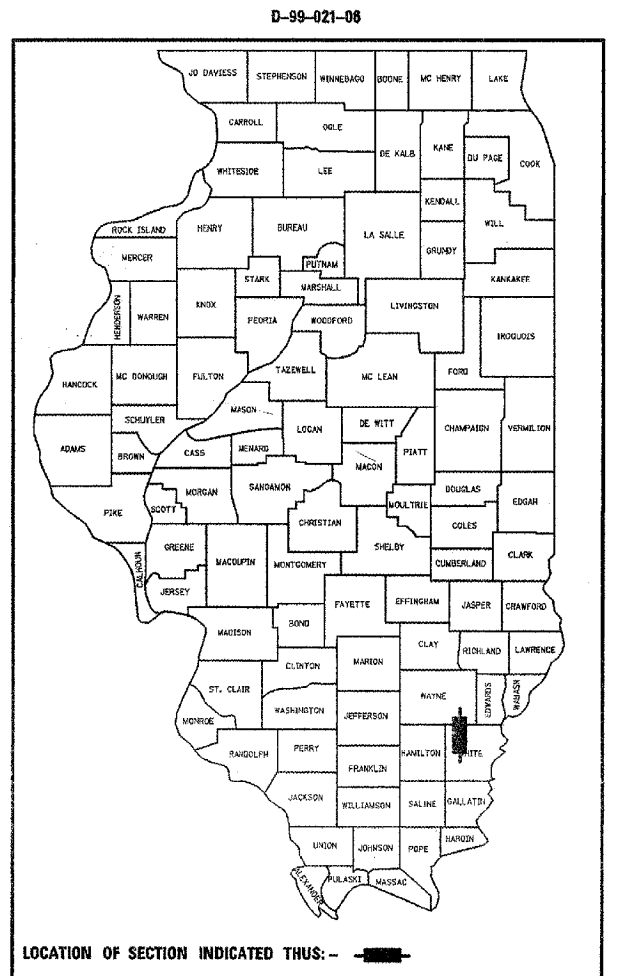 D-99-021-06
JO DAVIESS STEPHENSON WINNEBAGO BOONE MC HENRY LAKE
CARROLL OGLE
DE KALB KANE DU PAGE COOK
WHITESIDE LEE
KENDALL WILL
ROCK ISLAND HENRY BUREAU LA SALLE
MERCER PUTNAM GRUNDY
STARK MARSHALL KANKAKEE
HENDERSON WARREN KNOX PEORIA WOODFORD LIVINGSTON
IROQUOIS
HANCOCK MC DONOUGH FULTON TAZEWELL MC LEAN FORD
SCHUYLER MASON
LOGAN DE WITT CHAMPAIGN VERMILION
ADAMS BROWN CASS MENARD PIATT
MACON
PIKE SCOTT MORGAN SANGAMON MOULTRIE DOUGLAS EDGAR
CHRISTIAN COLES
CALHOUN GREENE MACOUPIN MONTGOMERY SHELBY CUMBERLAND CLARK
JERSEY FAYETTE EFFINGHAM JASPER CRAWFORD
MADISON BOND
CLAY RICHLAND LAWRENCE
CLINTON MARION
ST. CLAIR WAYNE EDWARDS WABASH
WASHINGTON JEFFERSON
MONROE
RANDOLPH PERRY HAMILTON WHITE
FRANKLIN
JACKSON WILLIAMSON SALINE GALLATIN
UNION JOHNSON POPE HARDIN
ALEXANDER PULASKI MASSAC
LOCATION OF SECTION INDICATED THUS:-